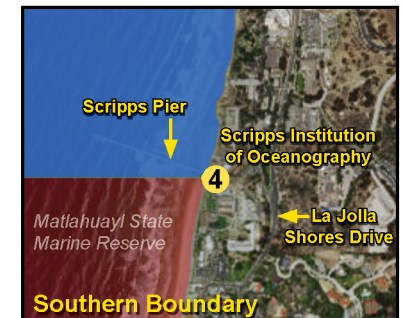 Scripps Pier
Scripps Institution
of Oceanography
4
Matlahuayl State
Marine Reserve
La Jolla
Shores Drive
Southern Boundary